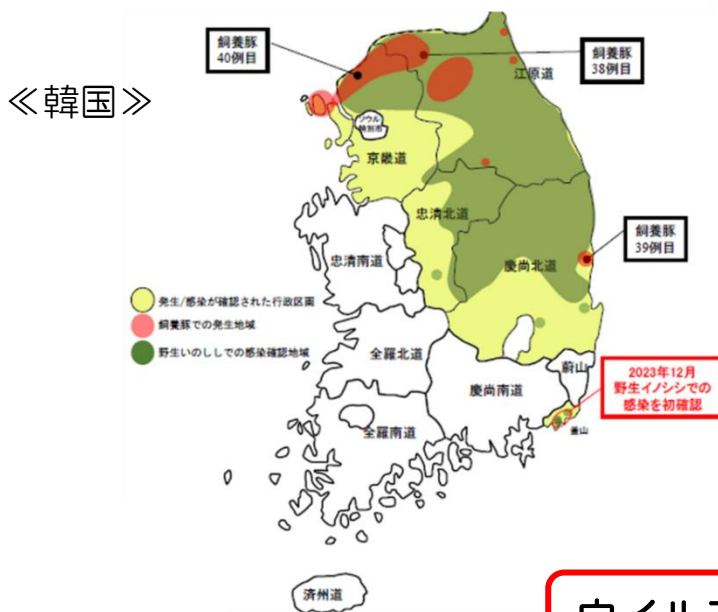 飼養豚
40例目
飼養豚
38例目
江原道
≪韓国≫
ソウル
特別市
京畿道
忠清北道
飼養豚
39例目
忠清南道
慶尚北道
発生/感染が確認された行政区画
飼養豚での発生地域
野生いのししでの感染確認地域
全羅北道
蔚山
2023年12月
野生イノシシでの
感染を初確認
慶尚南道
釜山
全羅南道
済州道